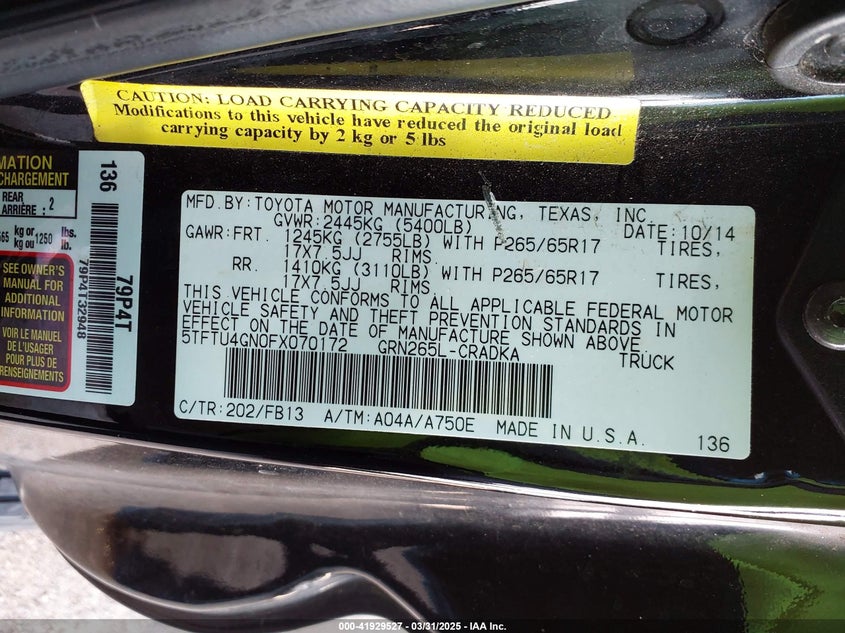 CAUTION: LOAD CARRYING CAPACITY REDUCED
Modifications to this vehicle have reduced the original load
carrying capacity by 2 kg or 5 lbs
MATION
CHARGEMENT
REAR
ARRIÈRE : 2
565 kg or kg ou 1250 lbs. lb.
SEE OWNER'S
MANUAL FOR
ADDITIONAL
INFORMATION
VOIR LE MANUEL
DE L'USAGER
POUR PLUS DE
RENSEIGNEMENTS
136
79P4T52948
79P4T
MFD.BY:TOYOTA MOTOR MANUFACTURING, TEXAS, INC.
GVWR:2445KG (5400LB) DATE:10/14
GAWR:FRT. 1245KG (2755LB) WITH P265/65R17 TIRES,
17X7.5JJ RIMS
RR. 1410KG (3110LB) WITH P265/65R17 TIRES,
17X7.5JJ RIMS.
THIS VEHICLE CONFORMS TO ALL APPLICABLE FEDERAL MOTOR
VEHICLE SAFETY AND THEFT PREVENTION STANDARDS IN
EFFECT ON THE DATE OF MANUFACTURE SHOWN ABOVE
5TFTU4GN0FX070172 GRN265L-CRADKA TRUCK
C/TR:202/FB13 A/TM:A04A/A750E MADE IN U.S.A. 136
000-41929527 - 03/31/2025 - IAA Inc.